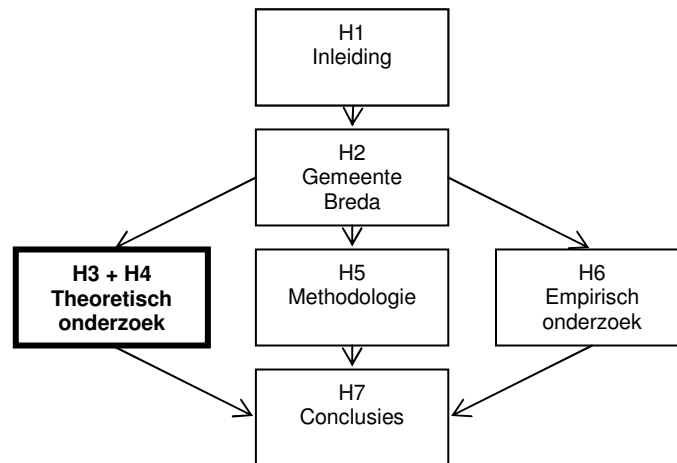 H1
Inleiding
H2
Gemeente
Breda
H3 + H4
Theoretisch
onderzoek
H5
Methodologie
H6
Empirisch
onderzoek
H7
Conclusies